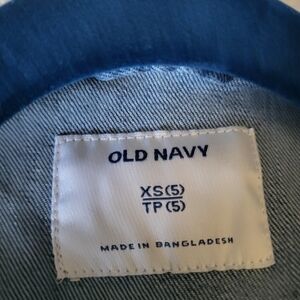 OLD NAVY
XS(5)
TP(5)
MADE IN BANGLADESH